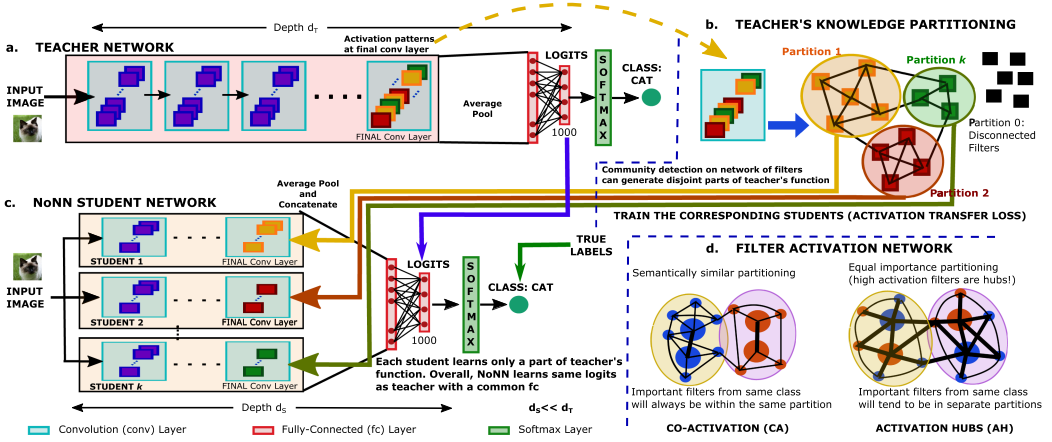 Depth dT
a. TEACHER NETWORK
Activation patterns
at final conv layer
INPUT
IMAGE
FINAL Conv Layer
Average
Pool
LOGITS
1000
SOFTMAX
CLASS:
CAT
b. TEACHER'S KNOWLEDGE PARTITIONING
Partition 1
Partition k
Partition 0:
Disconnected
Filters
Partition 2
Community detection on network of filters
can generate disjoint parts of teacher's function
TRAIN THE CORRESPONDING STUDENTS (ACTIVATION TRANSFER LOSS)
c. NoNN STUDENT NETWORK
Average Pool
and
Concatenate
INPUT
IMAGE
STUDENT 1
FINAL Conv Layer
STUDENT 2
FINAL Conv Layer
STUDENT k
FINAL Conv Layer
LOGITS
1000
SOFTMAX
CLASS: CAT
TRUE
LABELS
Each student learns only a part of teacher's
function. Overall, NoNN learns same logits
as teacher with a common fc
Depth dS
dS<< dT
d. FILTER ACTIVATION NETWORK
Semantically similar partitioning
Important filters from same class
will always be within the same partition
CO-ACTIVATION (CA)
Equal importance partitioning
(high activation filters are hubs!)
Important filters from same class
will tend to be in separate partitions
ACTIVATION HUBS (AH)
Convolution (conv) Layer
Fully-Connected (fc) Layer
Softmax Layer